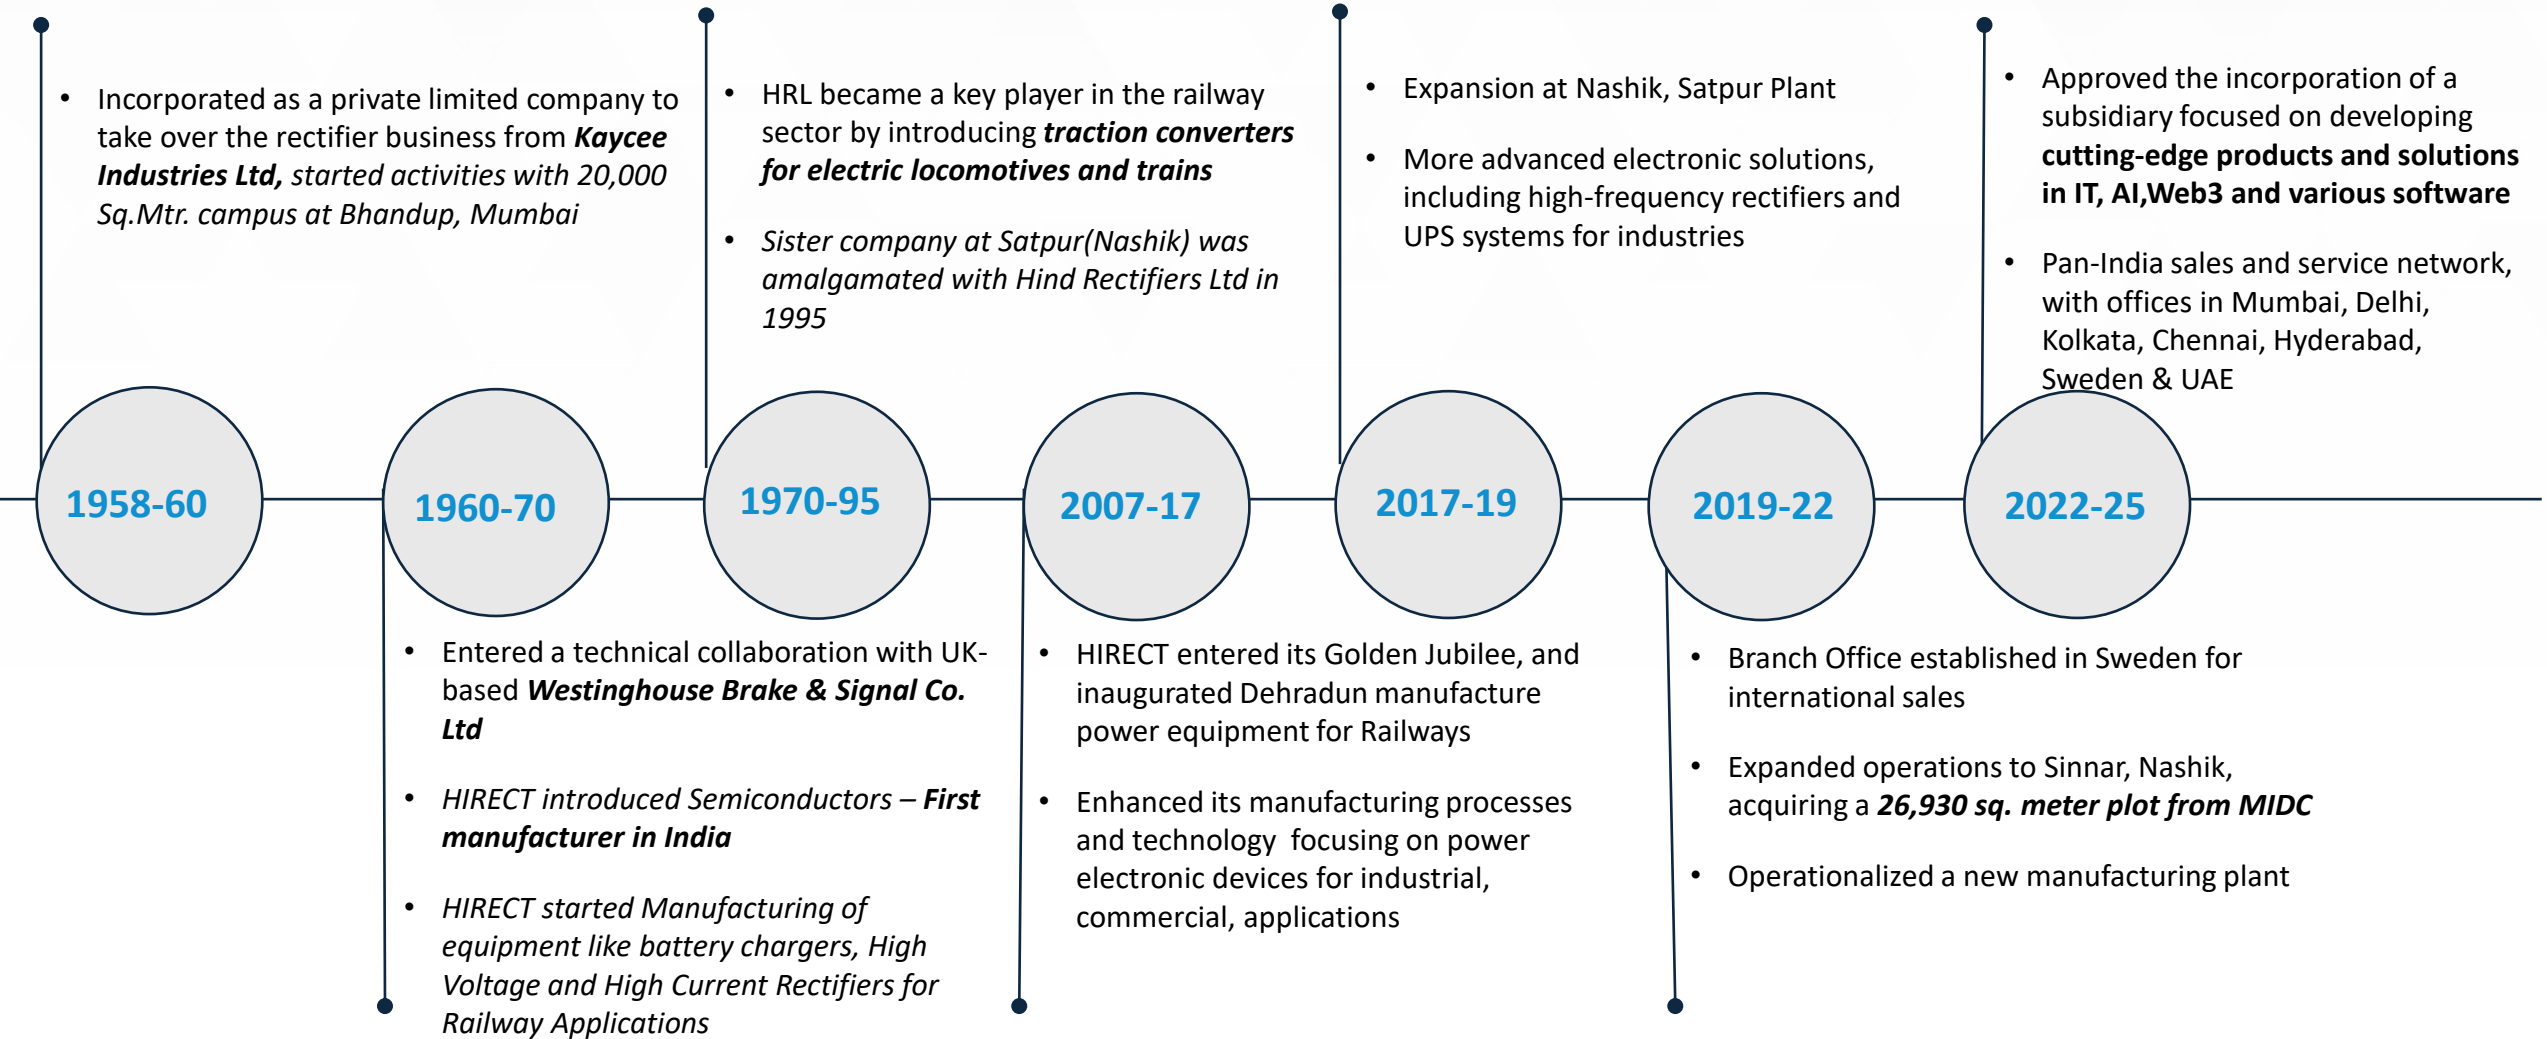 • Incorporated as a private limited company to
take over the rectifier business from Kaycee
Industries Ltd, started activities with 20,000
Sq.Mtr. campus at Bhandup, Mumbai
• HRL became a key player in the railway
sector by introducing traction converters
for electric locomotives and trains
• Sister company at Satpur(Nashik) was
amalgamated with Hind Rectifiers Ltd in
1995
• Expansion at Nashik, Satpur Plant
• More advanced electronic solutions,
including high-frequency rectifiers and
UPS systems for industries
• Approved the incorporation of a
subsidiary focused on developing
cutting-edge products and solutions
in IT, AI,Web3 and various software
• Pan-India sales and service network,
with offices in Mumbai, Delhi,
Kolkata, Chennai, Hyderabad,
Sweden & UAE
1958-60
1960-70
1970-95
2007-17
2017-19
2019-22
2022-25
• Entered a technical collaboration with UK-
based Westinghouse Brake & Signal Co.
Ltd
• HIRECT introduced Semiconductors – First
manufacturer in India
• HIRECT started Manufacturing of
equipment like battery chargers, High
Voltage and High Current Rectifiers for
Railway Applications
• HIRECT entered its Golden Jubilee, and
inaugurated Dehradun manufacture
power equipment for Railways
• Enhanced its manufacturing processes
and technology  focusing on power
electronic devices for industrial,
commercial, applications
• Branch Office established in Sweden for
international sales
• Expanded operations to Sinnar, Nashik,
acquiring a 26,930 sq. meter plot from MIDC
• Operationalized a new manufacturing plant